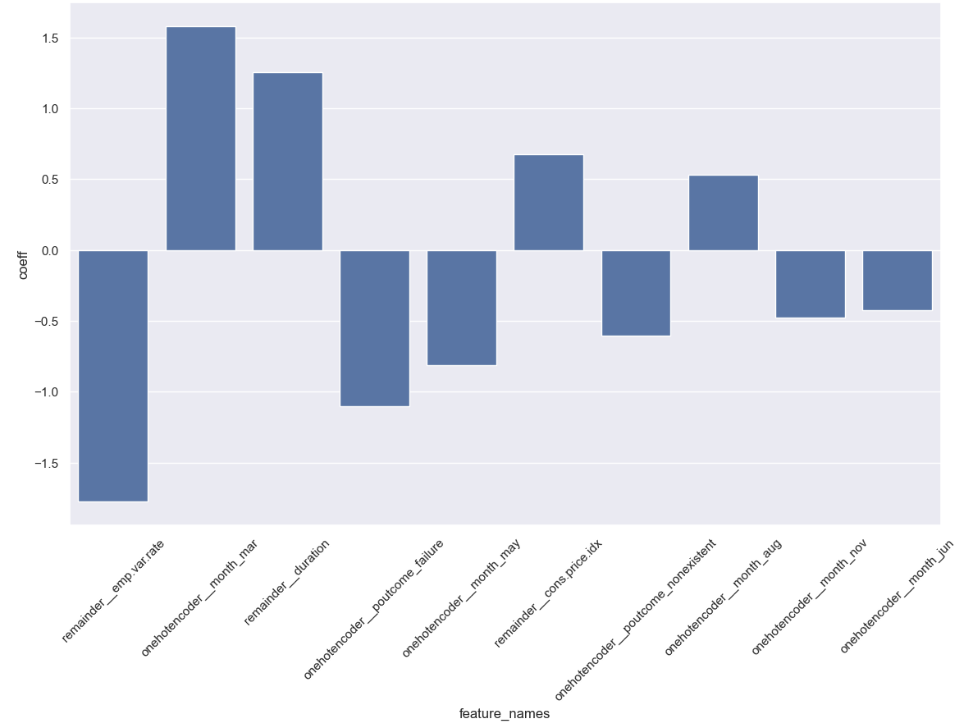 1.5
1.0
0.5
0.0
−0.5
−1.0
−1.5
coeff
remainder__emp.var.rate
onehotencoder__month_mar
remainder__duration
onehotencoder__poutcome_failure
onehotencoder__month_may
remainder__cons.price.idx
onehotencoder__poutcome_nonexistent
onehotencoder__month_aug
onehotencoder__month_nov
onehotencoder__month_jun
feature_names